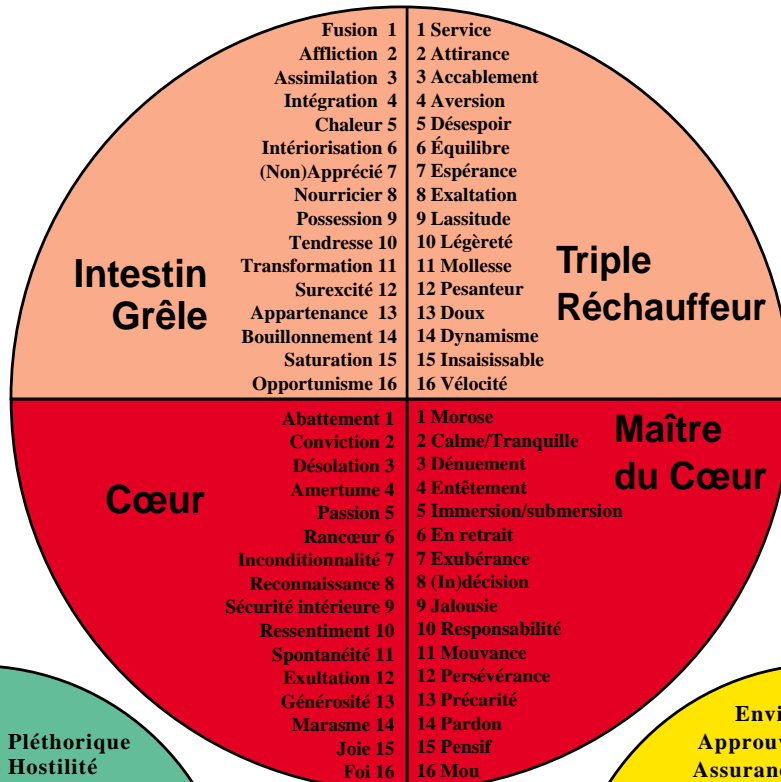 Fusion 1
Affliction 2
Assimilation 3
Intégration 4
Chaleur 5
Intériorisation 6
(Non)Apprécié 7
Nourricier 8
Possession 9
Tendresse 10
Transformation 11
Surexcité 12
Appartenance 13
Bouillonnement 14
Saturation 15
Opportunisme 16
Intestin
Grêle
1 Service
2 Attirance
3 Accablement
4 Aversion
5 Désespoir
6 Équilibre
7 Espérance
8 Exaltation
9 Lassitude
10 Légèreté
11 Mollesse
12 Pesanteur
13 Doux
14 Dynamisme
15 Insaisissable
16 Vélocité
Triple
Réchauffeur
Abattement 1
Conviction 2
Désolation 3
Amertume 4
Passion 5
Rancœur 6
Inconditionnalité 7
Reconnaissance 8
Sécurité intérieure 9
Ressentiment 10
Spontanéité 11
Exultation 12
Générosité 13
Marasme 14
Joie 15
Foi 16
Cœur
1 Morose
2 Calme/Tranquille
3 Dénuement
4 Entêtement
5 Immersion/submersion
6 En retrait
7 Exubérance
8 (In)décision
9 Jalousie
10 Responsabilité
11 Mouvance
12 Persévérance
13 Précarité
14 Pardon
15 Pensif
16 Mou
Maître
du Cœur
Pléthorique
Hostilité
Envi
Approuv
Assuran